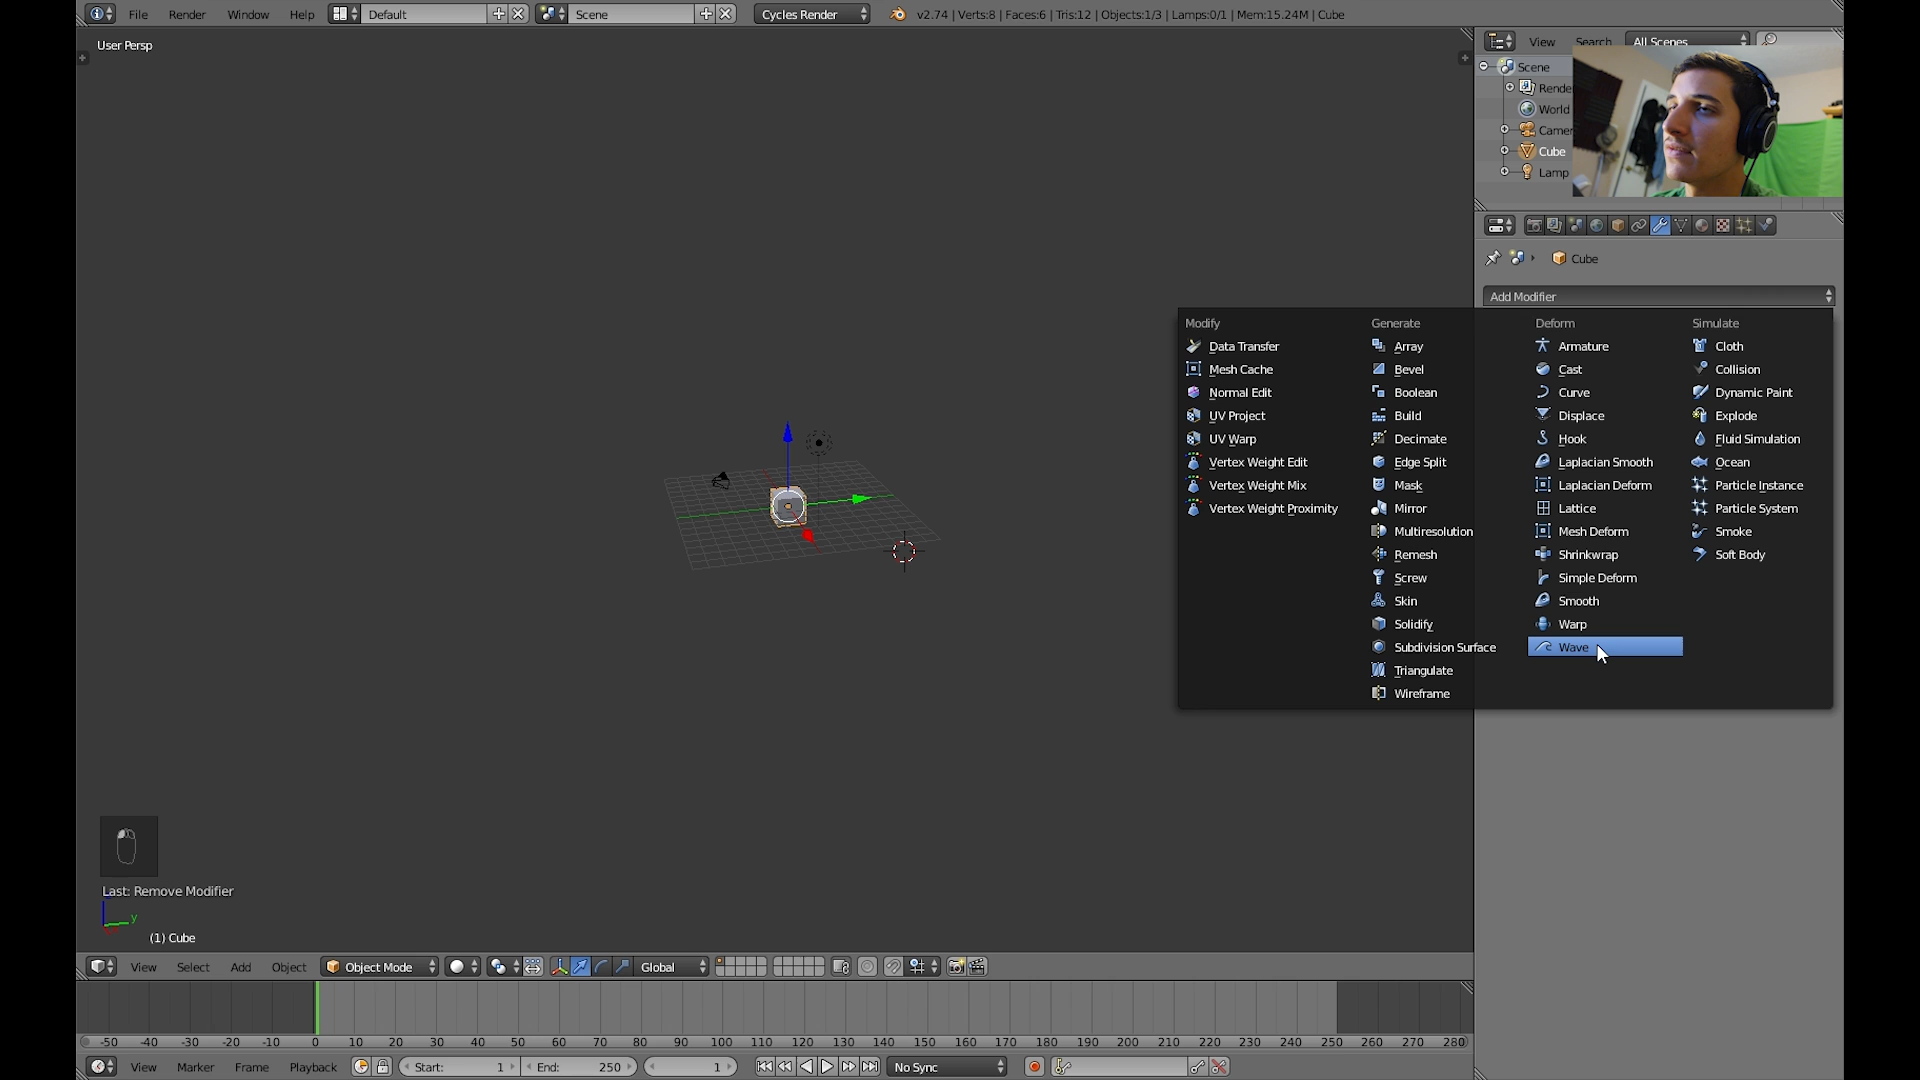 File Render Window Help Default Scene Cycles Render v2.74 | Verts:8 | Faces:6 | Tris:12 | Objects:1/3 | Lamps:0/1 | Mem:15.24M | Cube
User Persp
View Search All Scenes
Scene
Rende
World
Came
Cube
Lamp
Cube
Add Modifier
Modify
Data Transfer
Mesh Cache
Normal Edit
UV Project
UV Warp
Vertex Weight Edit
Vertex Weight Mix
Vertex Weight Proximity
Generate
Array
Bevel
Boolean
Build
Decimate
Edge Split
Mask
Mirror
Multiresolution
Remesh
Screw
Skin
Solidify
Subdivision Surface
Triangulate
Wireframe
Deform
Armature
Cast
Curve
Displace
Hook
Laplacian Smooth
Laplacian Deform
Lattice
Mesh Deform
Shrinkwrap
Simple Deform
Smooth
Warp
Wave
Simulate
Cloth
Collision
Dynamic Paint
Explode
Fluid Simulation
Ocean
Particle Instance
Particle System
Smoke
Soft Body
Last: Remove Modifier
y
(1) Cube
View Select Add Object Object Mode Global
-50 -40 -30 -20 -10 0 10 20 30 40 50 60 70 80 90 100 110 120 130 140 150 160 170 180 190 200 210 220 230 240 250 260 270 280
View Marker Frame Playback Start: 1 End: 250 1 No Sync